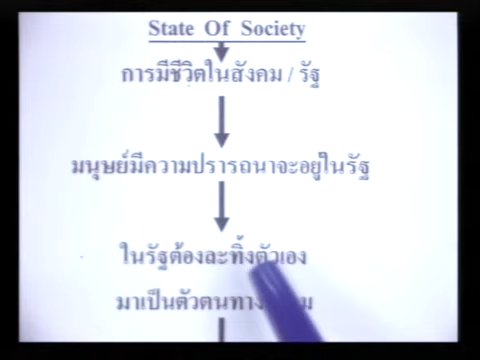 State Of Society
การมีชีวิตในสังคม / รัฐ
มนุษย์มีความปรารถนาจะอยู่ในรัฐ
ในรัฐต้องละทิ้งตัวเอง
มาเป็นตัวตนทาง